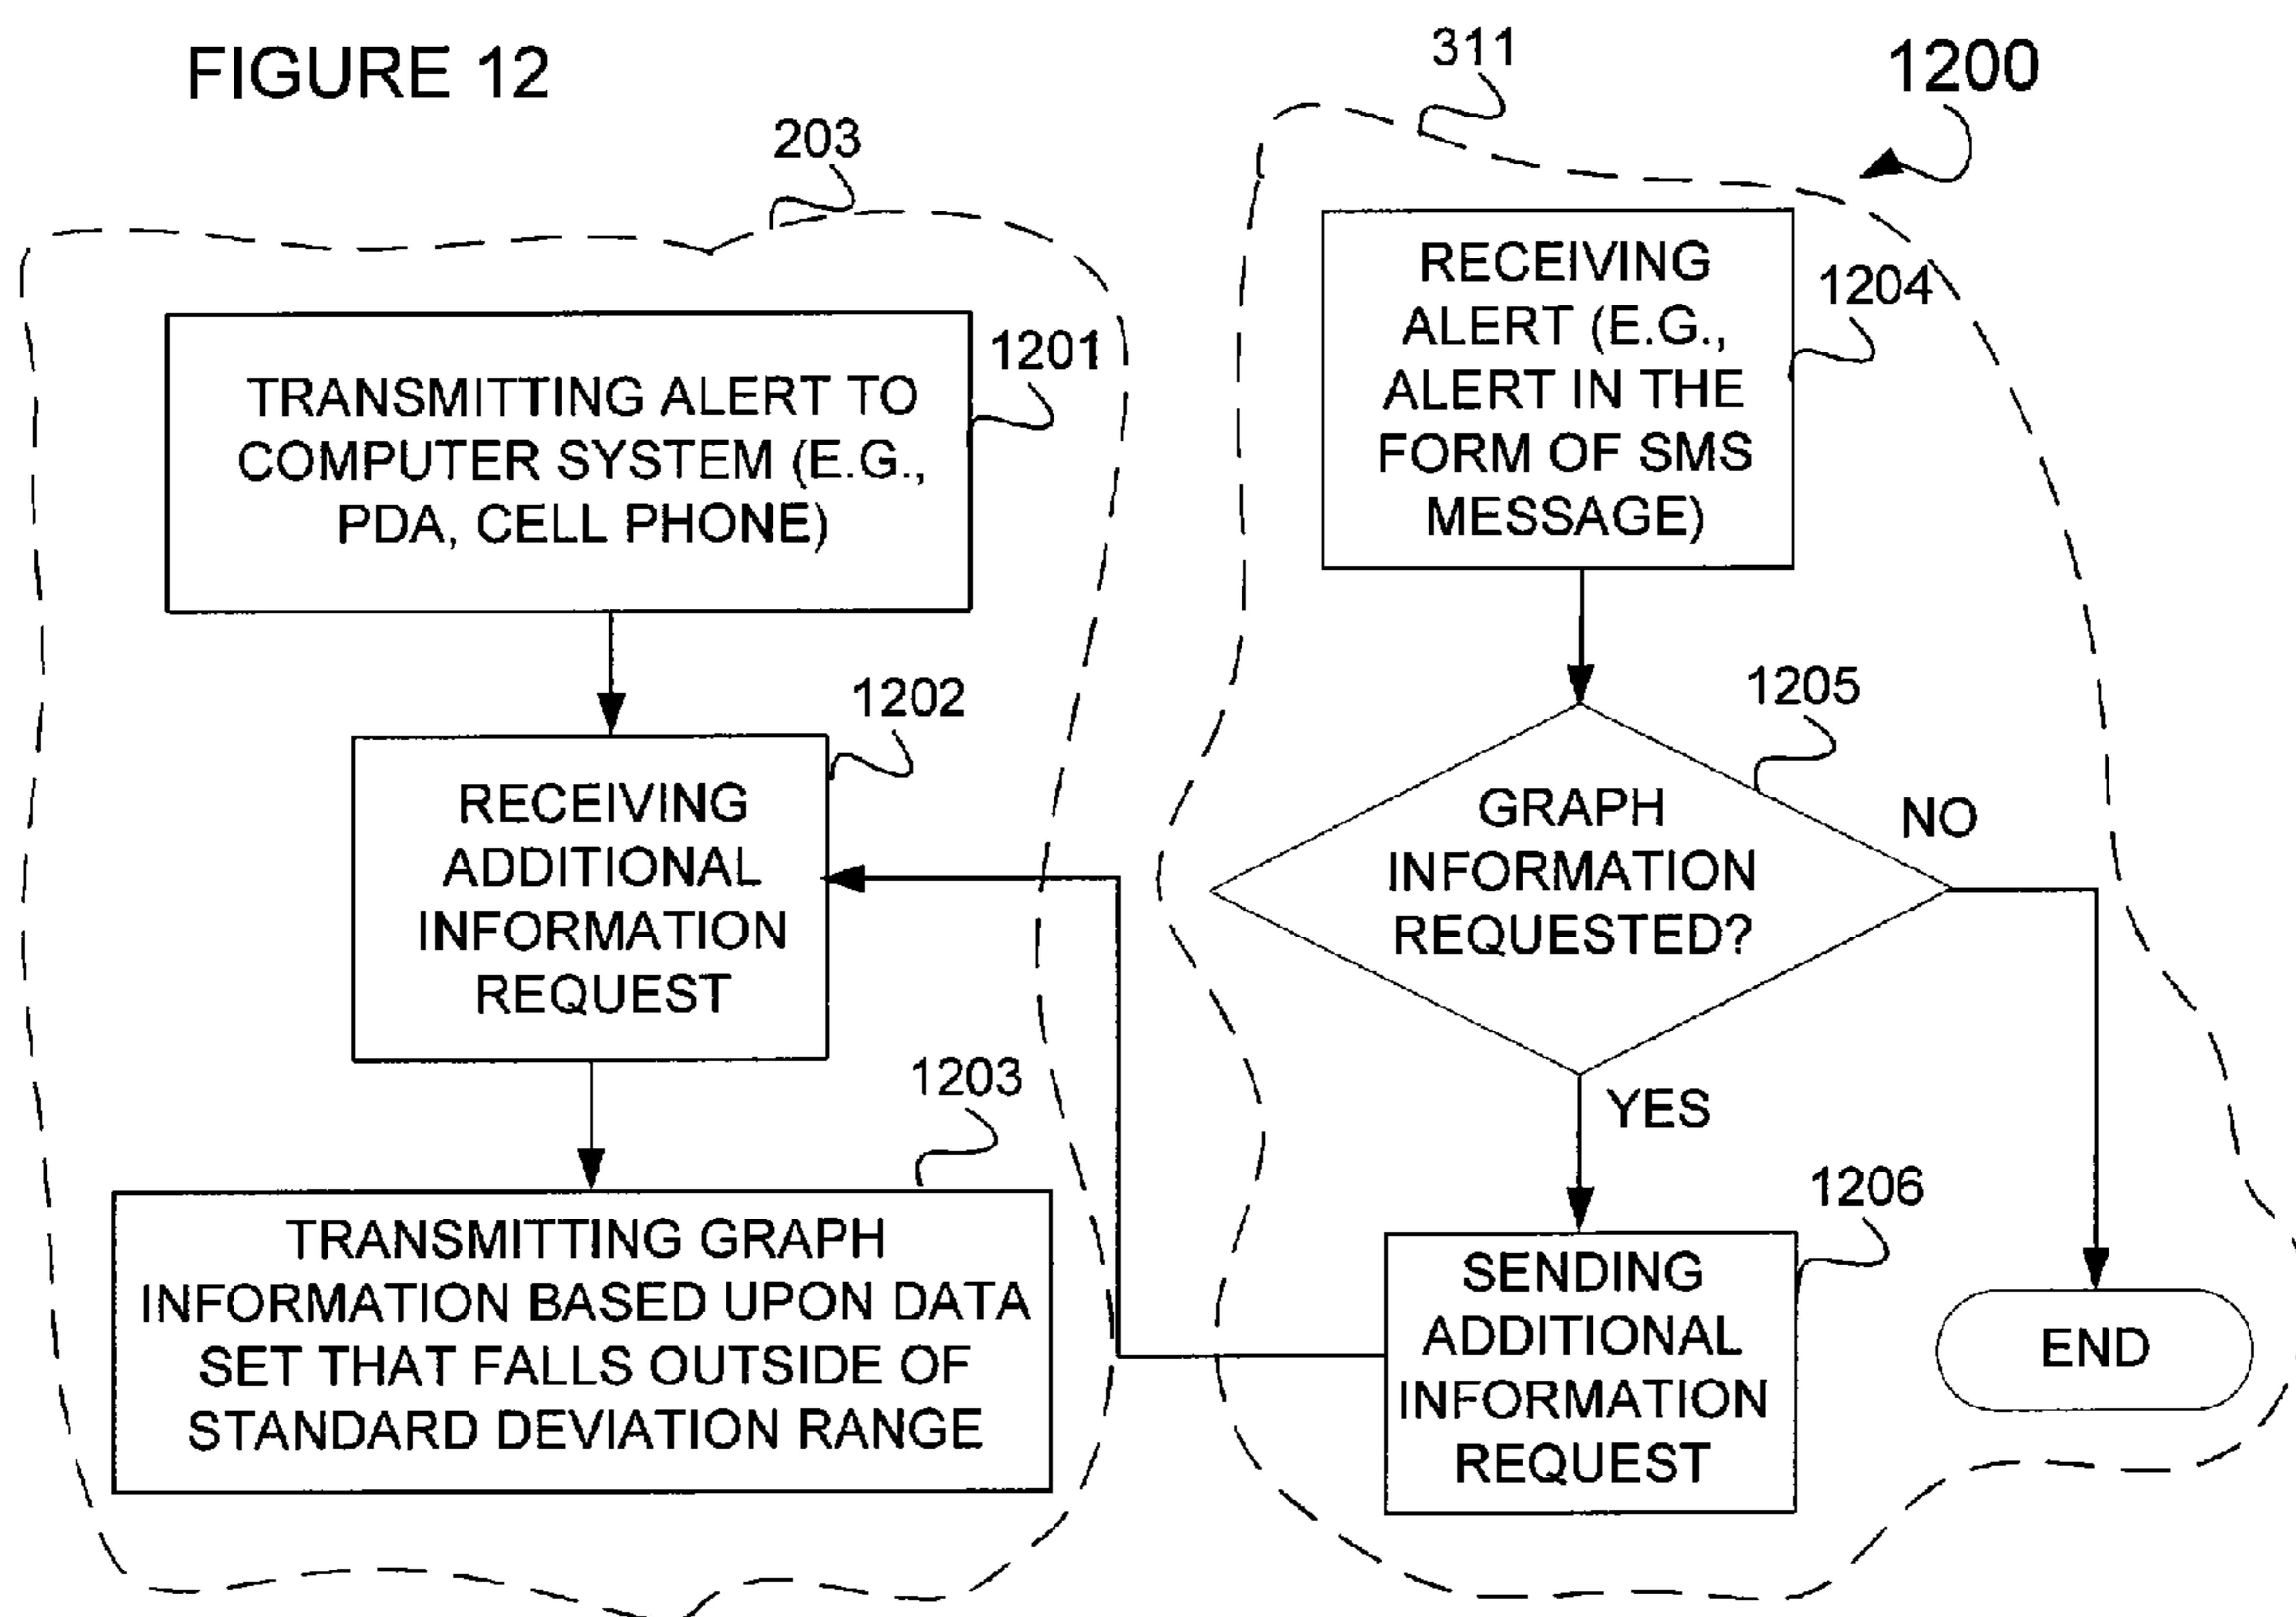 FIGURE 12
311
1200
203
1201
TRANSMITTING ALERT TO
COMPUTER SYSTEM (E.G.,
PDA, CELL PHONE)
1202
RECEIVING
ADDITIONAL
INFORMATION
REQUEST
1203
TRANSMITTING GRAPH
INFORMATION BASED UPON DATA
SET THAT FALLS OUTSIDE OF
STANDARD DEVIATION RANGE
RECEIVING
ALERT (E.G.,
ALERT IN THE
FORM OF SMS
MESSAGE)
1204
1205
GRAPH
INFORMATION
REQUESTED?
NO
YES
1206
SENDING
ADDITIONAL
INFORMATION
REQUEST
END